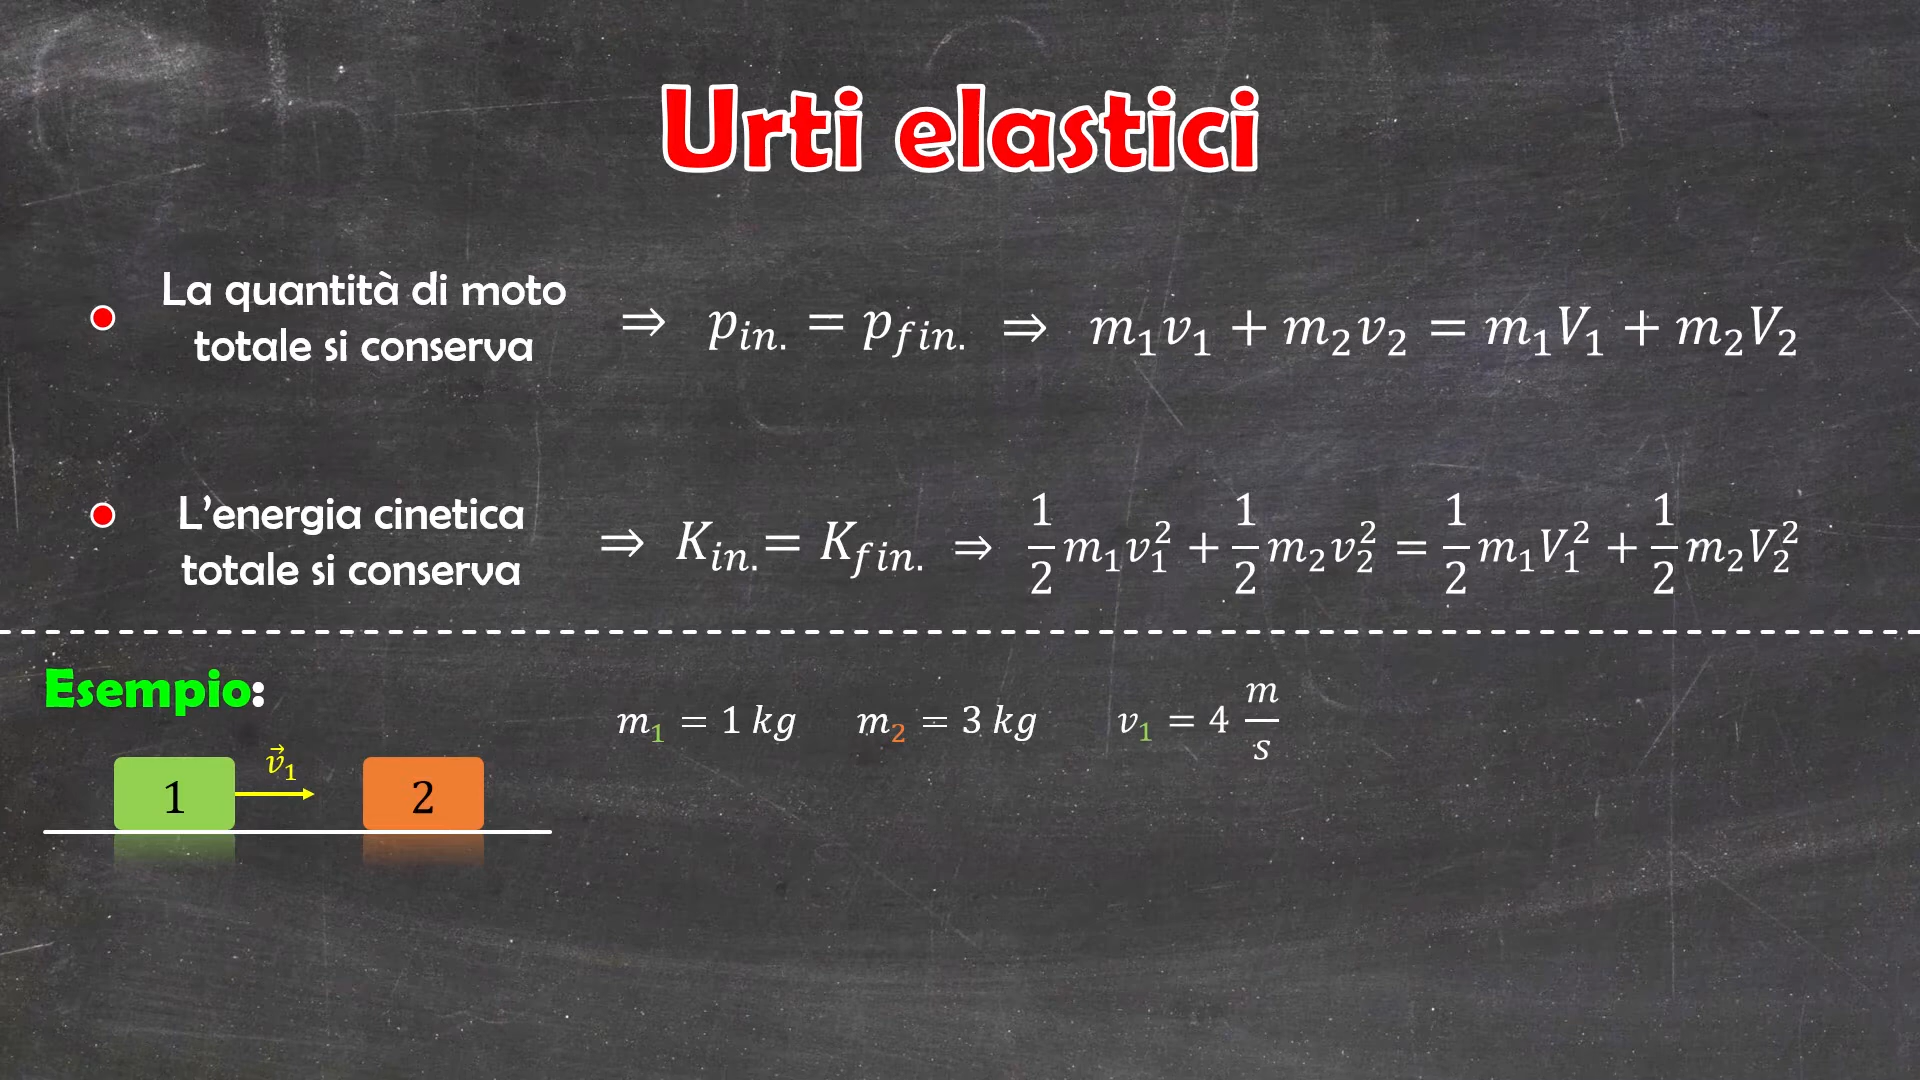 Urti elastici
La quantità di moto
totale si conserva
⇒ p_in. = p_fin. ⇒ m₁v₁ + m₂v₂ = m₁V₁ + m₂V₂
L’energia cinetica
totale si conserva
⇒ K_in. = K_fin. ⇒ 1/2 m₁v₁² + 1/2 m₂v₂² = 1/2 m₁V₁² + 1/2 m₂V₂²
Esempio:
m₁ = 1 kg m₂ = 3 kg v₁ = 4 m/s
v⃗₁
1 2